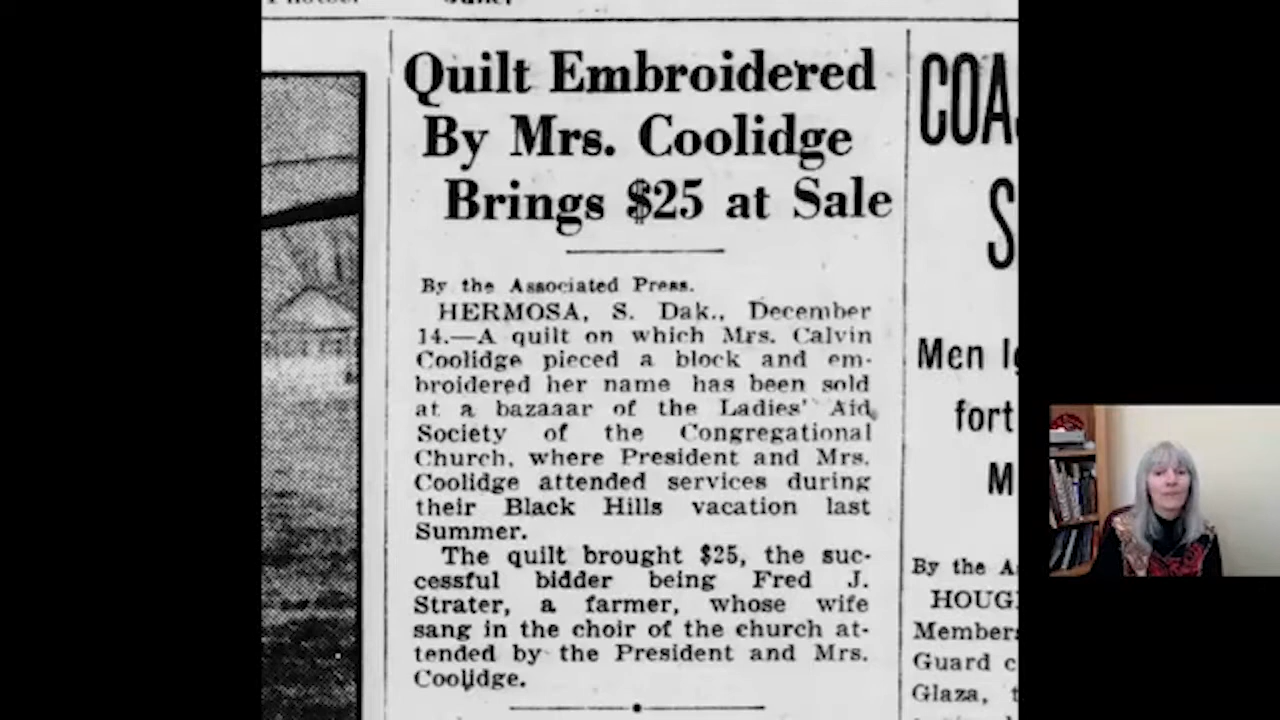 Photos.
June,
Quilt Embroidered
By Mrs. Coolidge
Brings $25 at Sale
By the Associated Press.
HERMOSA, S. Dak., December
14.—A quilt on which Mrs. Calvin
Coolidge pieced a block and em-
broidered her name has been sold
at a bazaaar of the Ladies' Aid
Society of the Congregational
Church, where President and Mrs.
Coolidge attended services during
their Black Hills vacation last
Summer.
The quilt brought $25, the suc-
cessful bidder being Fred J.
Strater, a farmer, whose wife
sang in the choir of the church at-
tended by the President and Mrs.
Coolidge.
COA
S
Men
fort
M
By the A
HOUG
Members
Guard c
Glaza, t